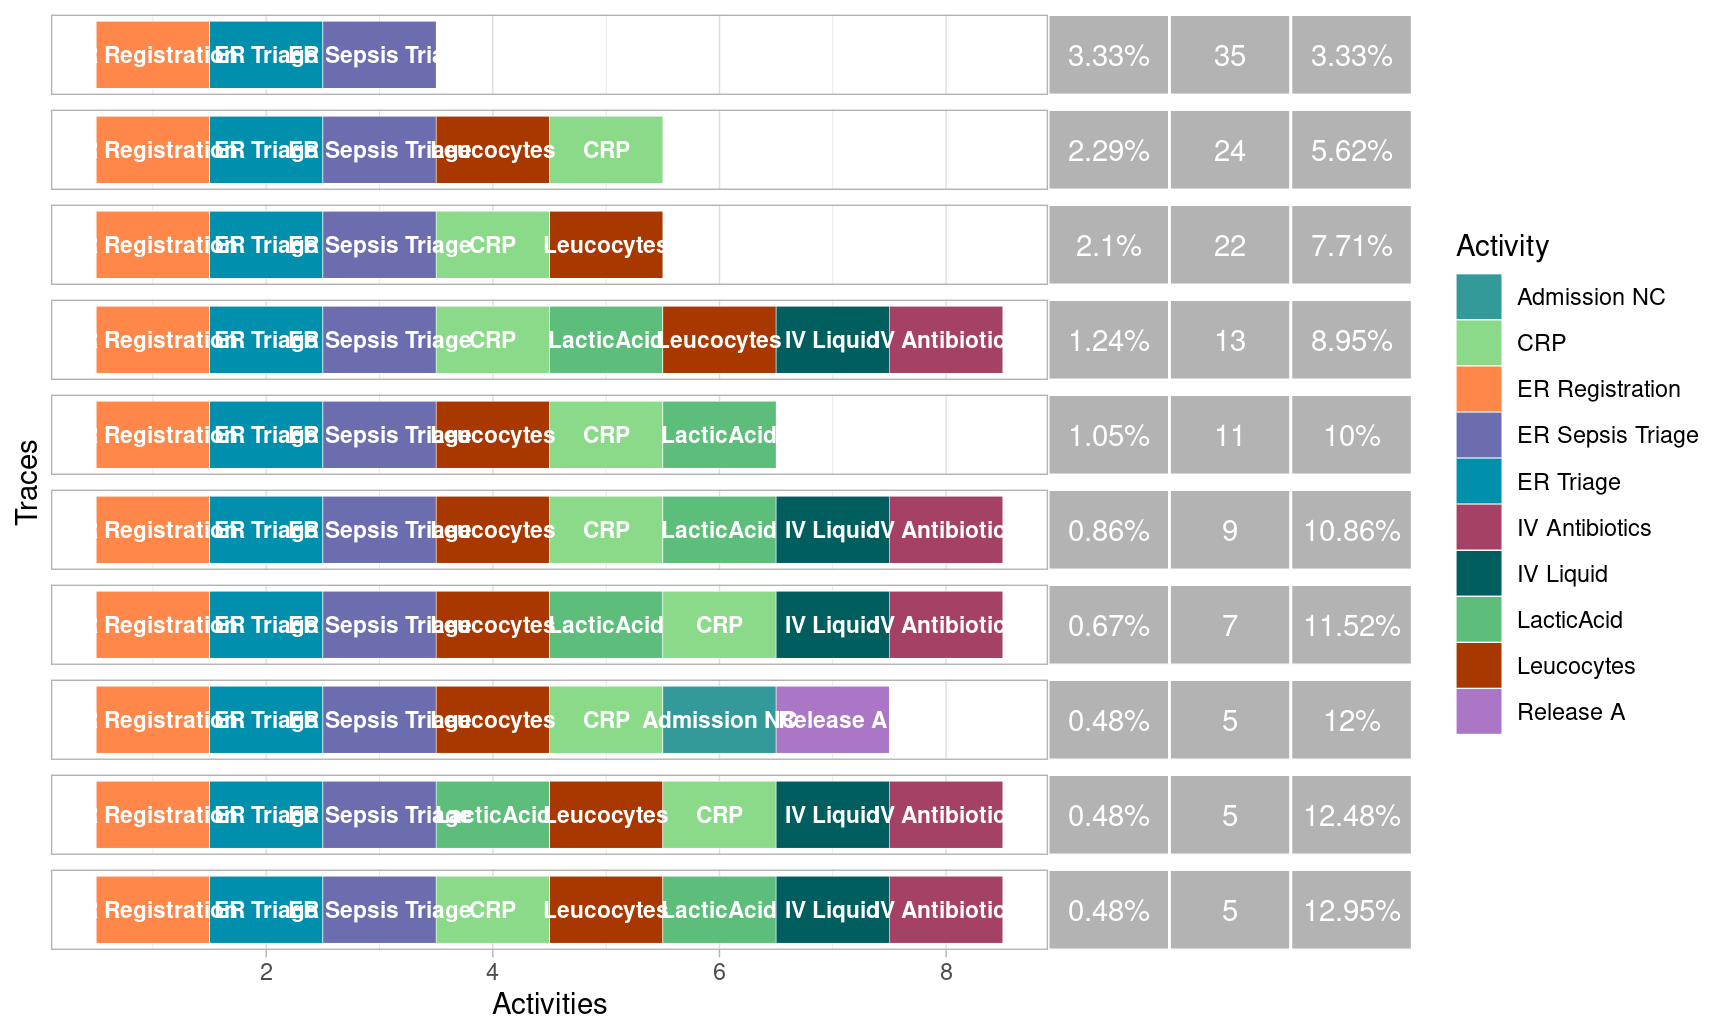 Registration ER Triage ER Sepsis Tria 3.33% 35 3.33%
Registration ER Triage ER Sepsis Triage Leucocytes CRP 2.29% 24 5.62%
Registration ER Triage ER Sepsis Triage CRP Leucocytes 2.1% 22 7.71%
Registration ER Triage ER Sepsis Triage CRP LacticAcid Leucocytes IV Liquid IV Antibiotic 1.24% 13 8.95%
Registration ER Triage ER Sepsis Triage Leucocytes CRP LacticAcid 1.05% 11 10%
Registration ER Triage ER Sepsis Triage Leucocytes CRP LacticAcid IV Liquid IV Antibiotic 0.86% 9 10.86%
Registration ER Triage ER Sepsis Triage Leucocytes LacticAcid CRP IV Liquid IV Antibiotic 0.67% 7 11.52%
Registration ER Triage ER Sepsis Triage Leucocytes CRP Admission NC Release A 0.48% 5 12%
Registration ER Triage ER Sepsis Triage LacticAcid Leucocytes CRP IV Liquid IV Antibiotic 0.48% 5 12.48%
Registration ER Triage ER Sepsis Triage CRP Leucocytes LacticAcid IV Liquid IV Antibiotic 0.48% 5 12.95%
Traces
2 4 6 8
Activities
Activity
Admission NC
CRP
ER Registration
ER Sepsis Triage
ER Triage
IV Antibiotics
IV Liquid
LacticAcid
Leucocytes
Release A